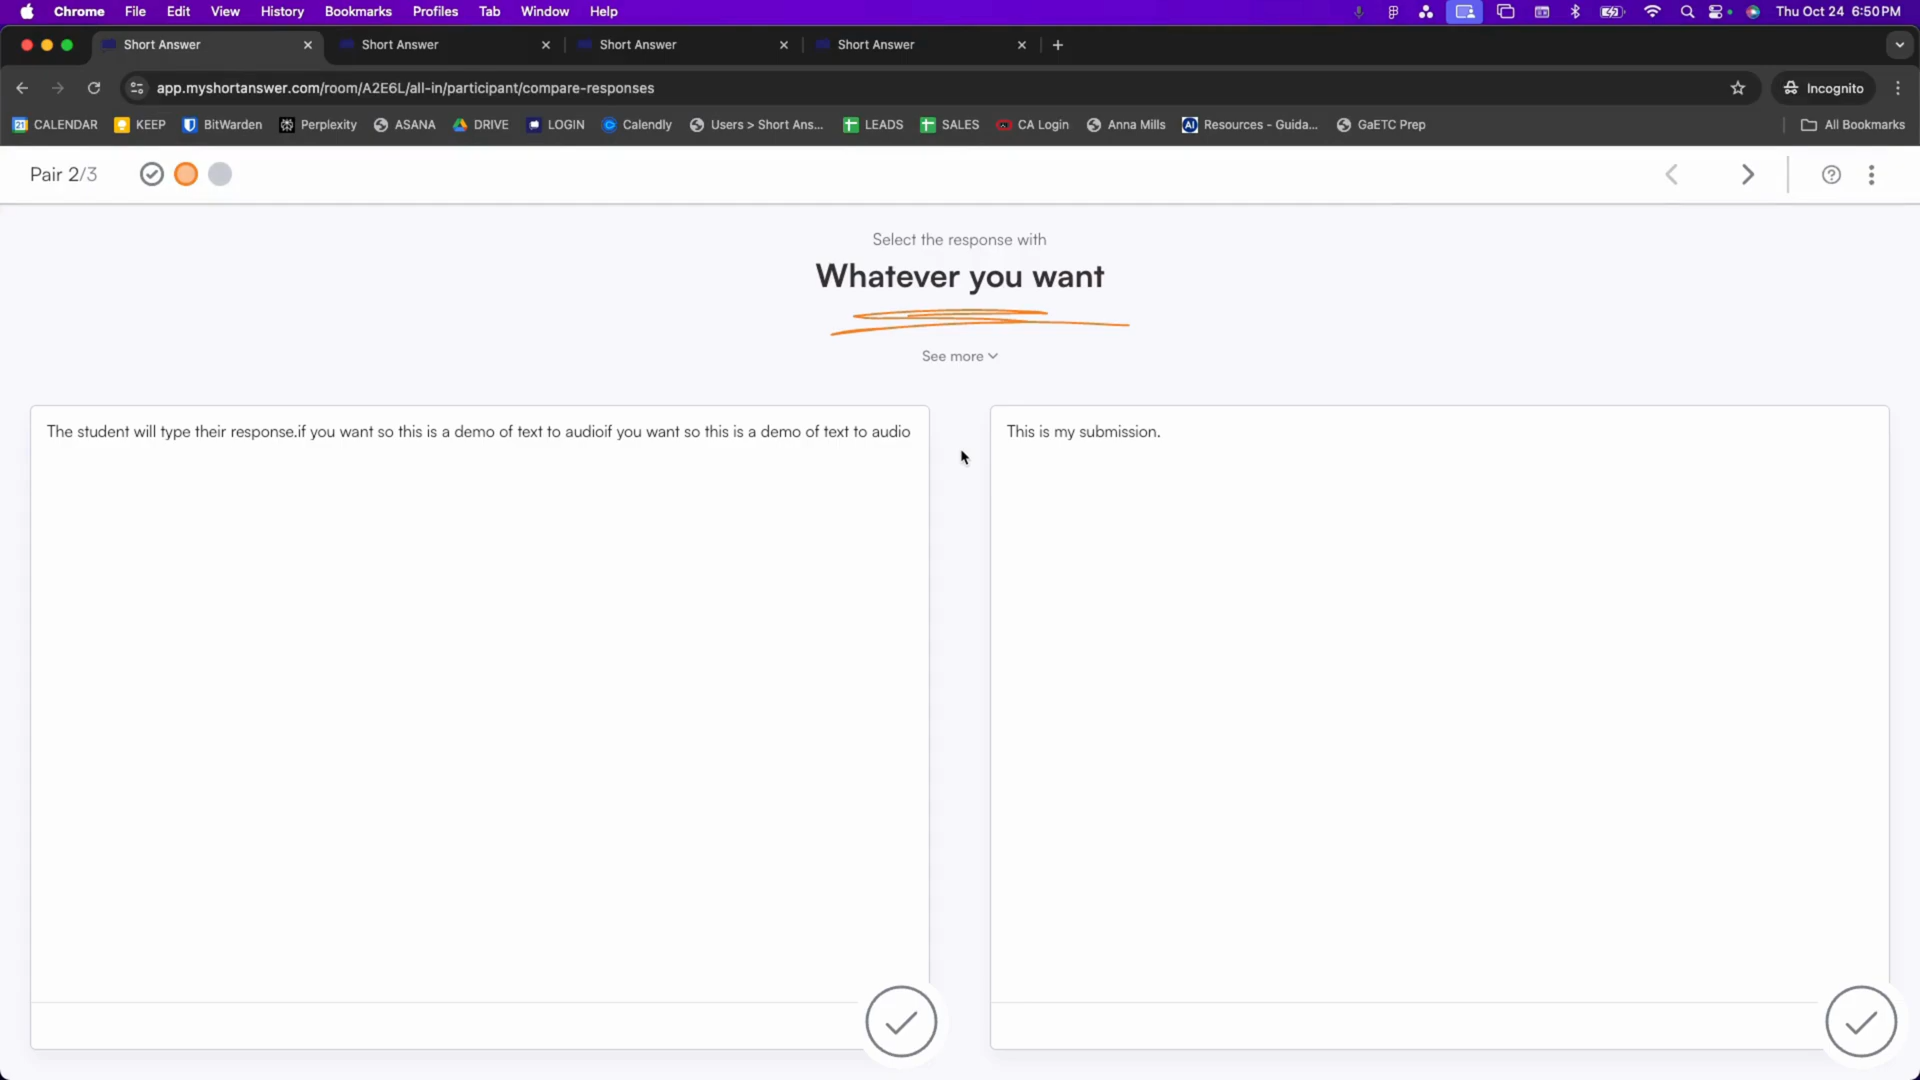 Chrome File Edit View History Bookmarks Profiles Tab Window Help Thu Oct 24 6:50 PM
Short Answer Short Answer Short Answer Short Answer
app.myshortanswer.com/room/A2E6L/all-in/participant/compare-responses Incognito
CALENDAR KEEP BitWarden Perplexity ASANA DRIVE LOGIN Calendly Users > Short Ans... LEADS SALES CA Login Anna Mills Resources - Guida... GaETC Prep All Bookmarks
Pair 2/3
Select the response with
Whatever you want
See more
The student will type their response.if you want so this is a demo of text to audioif you want so this is a demo of text to audio
This is my submission.